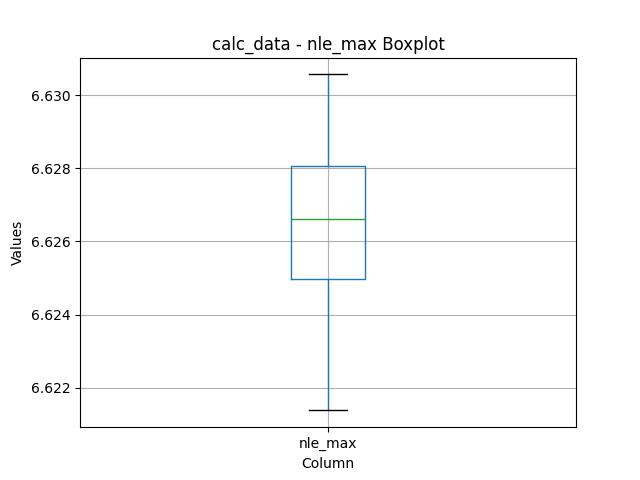 calc_data - nle_max Boxplot
6.630
6.628
6.626
6.624
6.622
Values
nle_max
Column